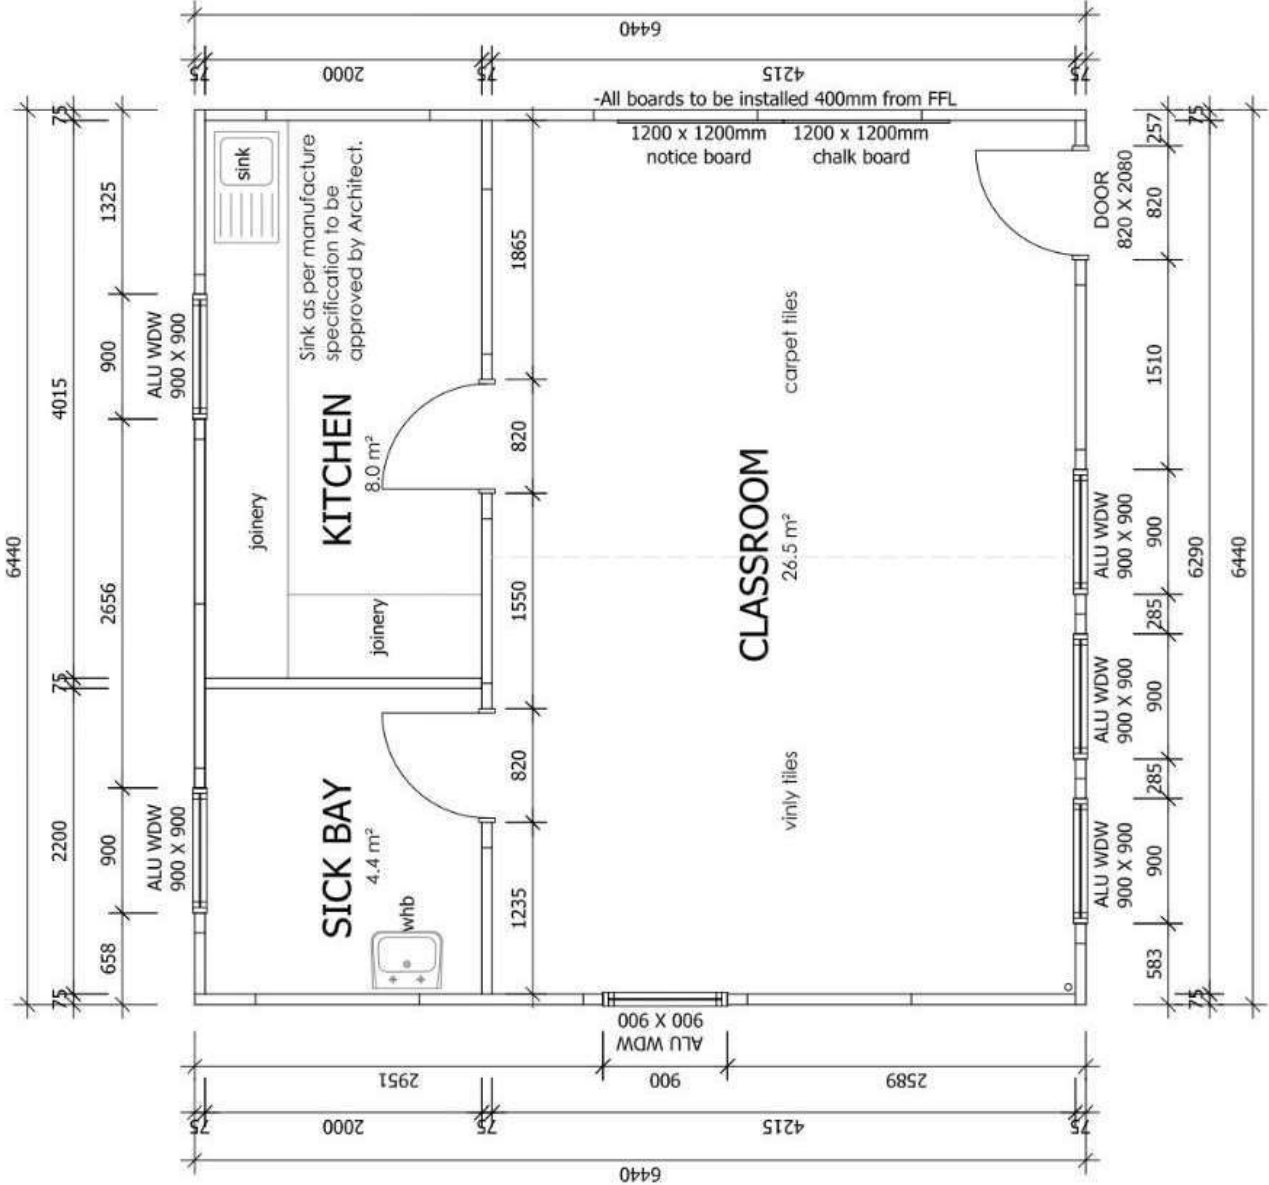 6440
75
2000
75
4215
75
-All boards to be installed 400mm from FFL
1200 x 1200mm
notice board
1200 x 1200mm
chalk board
6440
75
4015
75
2200
75
1325
900
2656
900
658
ALU WDW
900 X 900
ALU WDW
900 X 900
sink
Sink as per manufacture
specification to be
approved by Architect.
joinery
KITCHEN
8.0 m²
joinery
SICK BAY
4.4 m²
whb
1865
820
1550
820
1235
carpet tiles
CLASSROOM
26.5 m²
vinly tiles
DOOR
820 X 2080
ALU WDW
900 X 900
ALU WDW
900 X 900
ALU WDW
900 X 900
257
820
1510
900
285
900
285
900
583
75
6290
75
6440
ALU WDW
900 X 900
2951
900
2589
75
2000
75
4215
75
6440